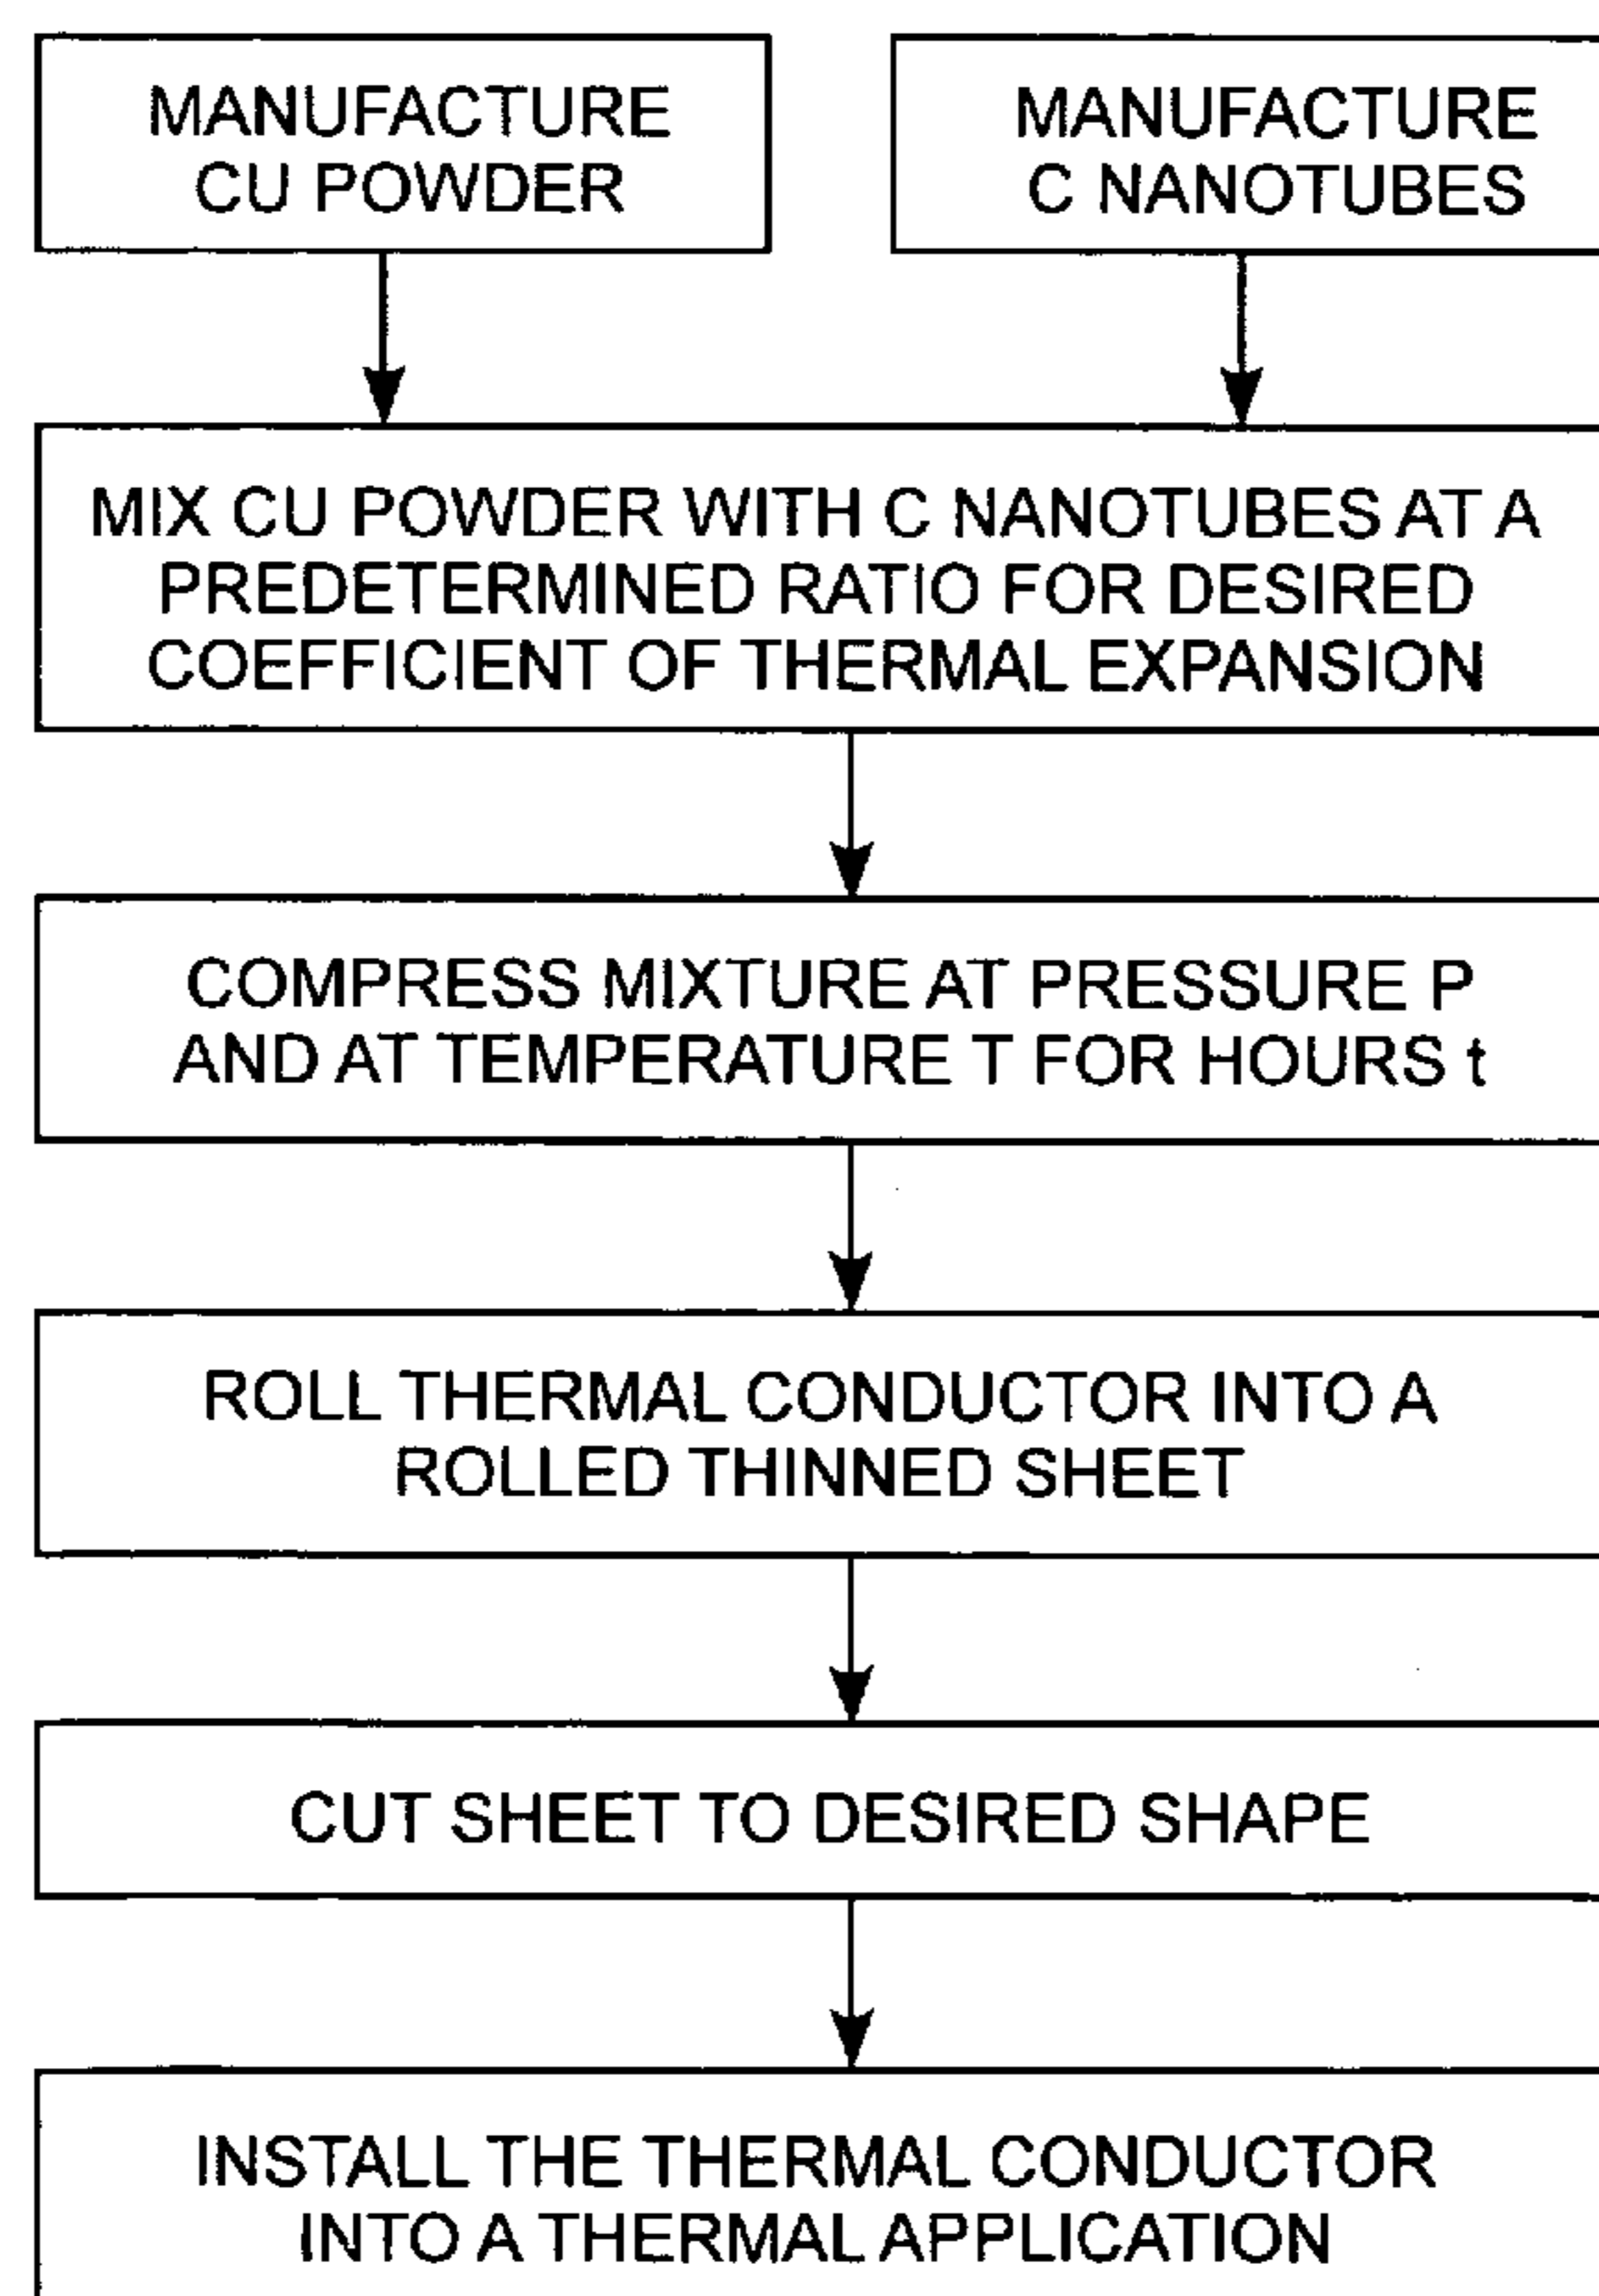 MANUFACTURE
CU POWDER
MANUFACTURE
C NANOTUBES
MIX CU POWDER WITH C NANOTUBES AT A
PREDETERMINED RATIO FOR DESIRED
COEFFICIENT OF THERMAL EXPANSION
COMPRESS MIXTURE AT PRESSURE P
AND AT TEMPERATURE T FOR HOURS t
ROLL THERMAL CONDUCTOR INTO A
ROLLED THINNED SHEET
CUT SHEET TO DESIRED SHAPE
INSTALL THE THERMAL CONDUCTOR
INTO A THERMAL APPLICATION